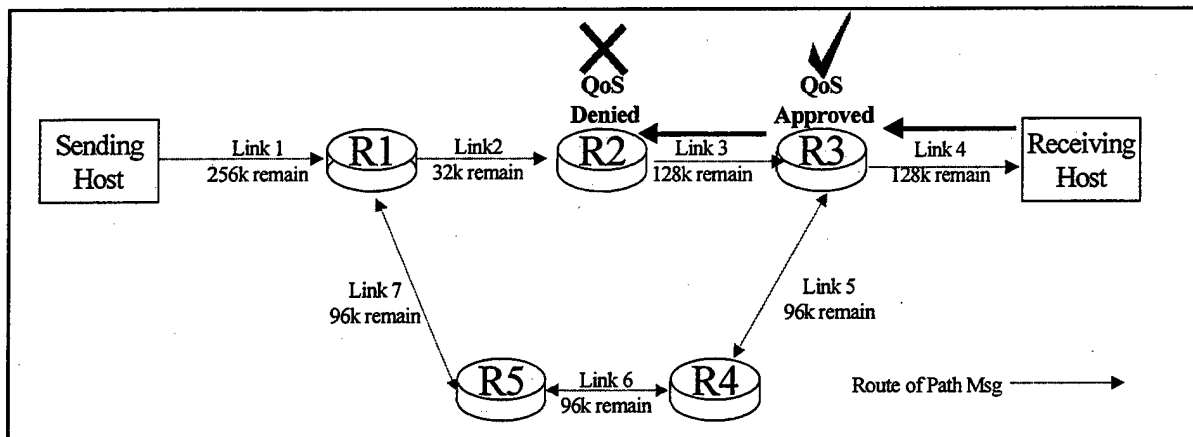 QoS
Denied
QoS
Approved
Sending
Host
Link 1
256k remain
R1
Link2
32k remain
R2
Link 3
128k remain
R3
Link 4
128k remain
Receiving
Host
Link 7
96k remain
Link 5
96k remain
R5
Link 6
96k remain
R4
Route of Path Msg